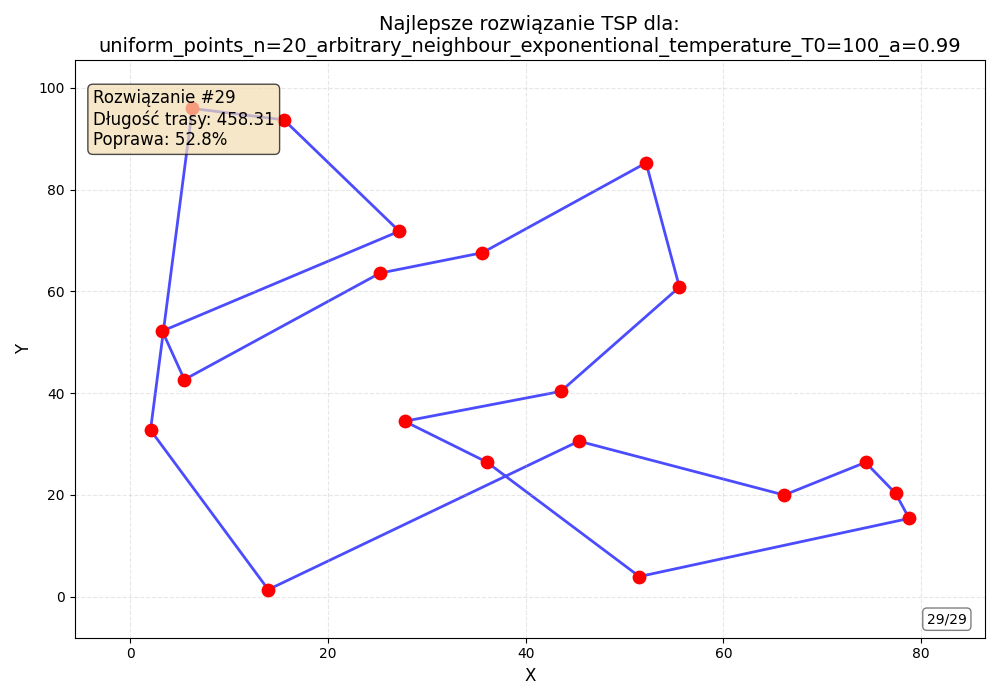 Najlepsze rozwiązanie TSP dla:
uniform_points_n=20_arbitrary_neighbour_exponentional_temperature_T0=100_a=0.99
Rozwiązanie #29
Długość trasy: 458.31
Poprawa: 52.8%
100
80
60
40
20
0
Y
29/29
0 20 40 60 80
X